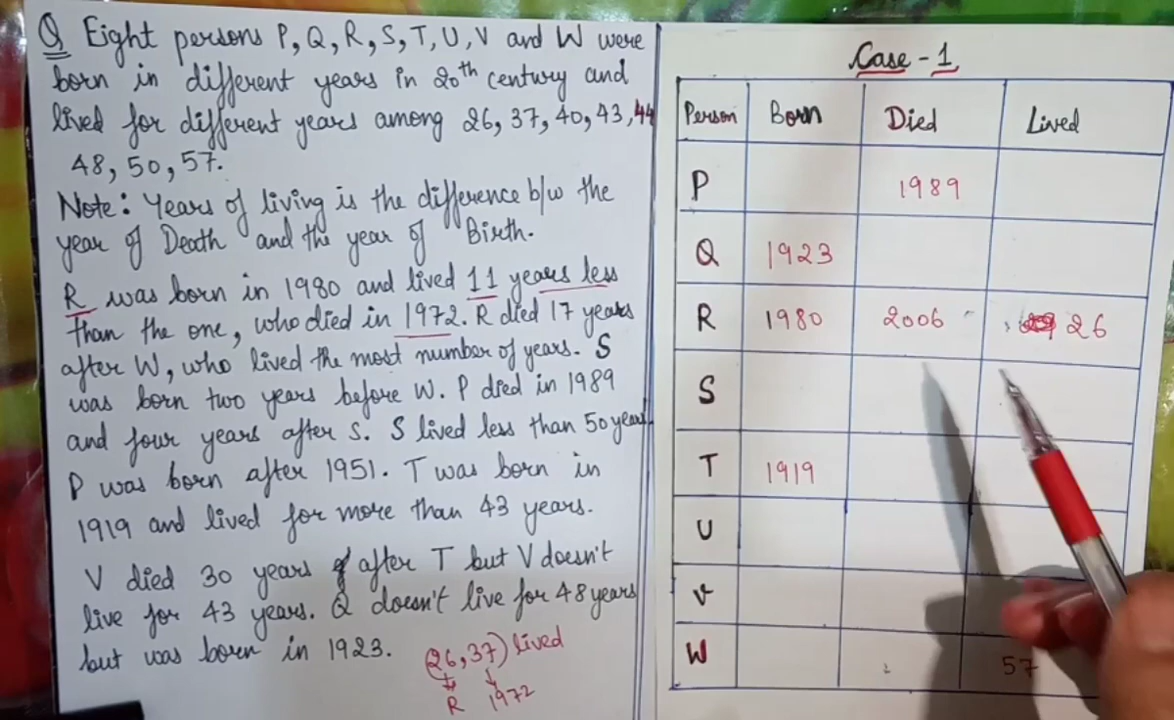 Q Eight persons P, Q, R, S, T, U, V and W were
born in different years in 20th century and
lived for different years among 26, 37, 40, 43, 44
48, 50, 57.
Note: Years of living is the difference b/w the
year of Death and the year of Birth.
R was born in 1980 and lived 11 years less
than the one, who died in 1972. R died 17 years
after W, who lived the most number of years. S
was born two years before W. P died in 1989
and four years after S. S lived less than 50 years
P was born after 1951. T was born in
1919 and lived for more than 43 years.
V died 30 years after T but V doesn't
live for 43 years. Q doesn't live for 48 years
but was born in 1923.
(26, 37) lived
R 1972
Case - 1
Person Born Died Lived
P 1989
Q 1923
R 1980 2006 26
S
T 1919
U
V
W 57